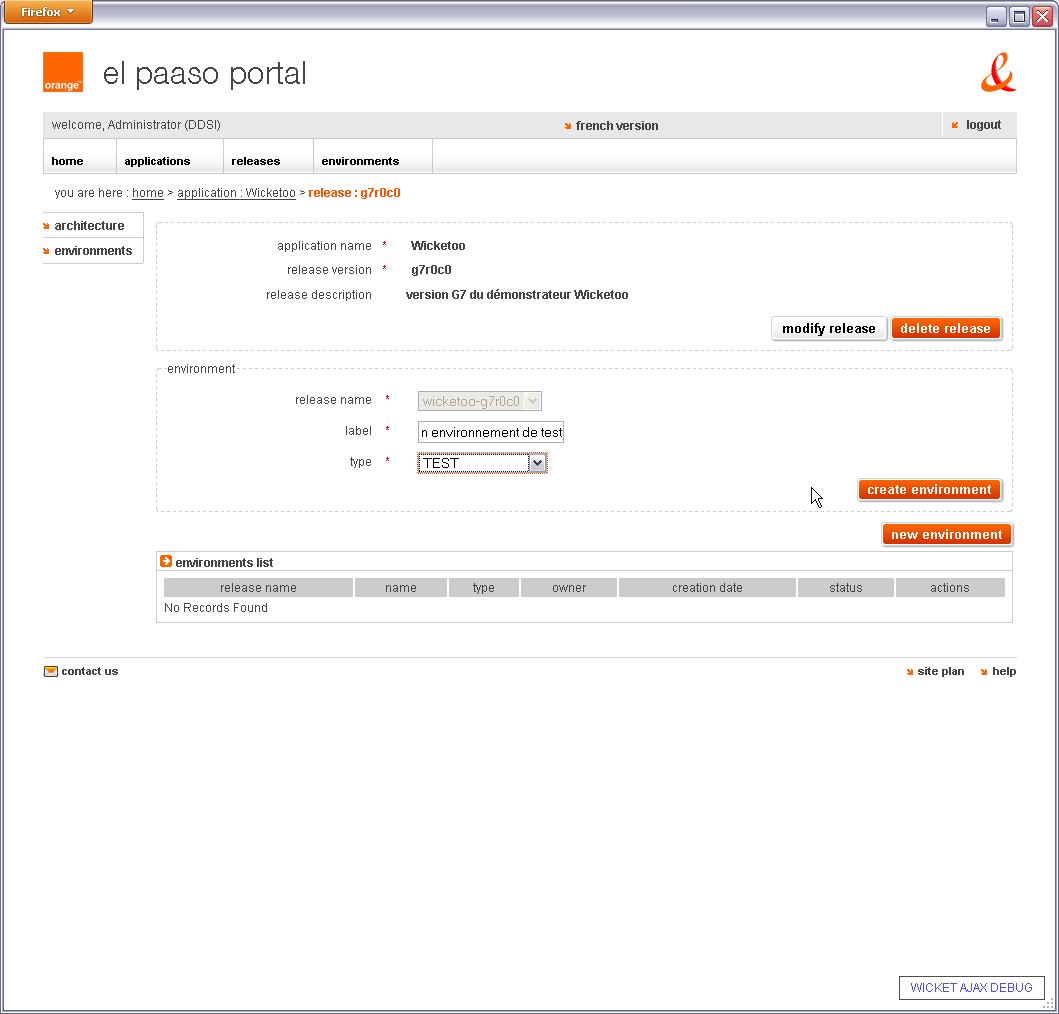 Firefox
orange™
el paaso portal
welcome, Administrator (DDSI)
french version
logout
home applications releases environments
you are here : home > application : Wicketoo > release : g7r0c0
architecture
environments
application name * Wicketoo
release version * g7r0c0
release description version G7 du démonstrateur Wicketoo
modify release delete release
environment
release name * wicketoo-g7r0c0
label * n environnement de test
type * TEST
create environment
new environment
environments list
release name name type owner creation date status actions
No Records Found
contact us
site plan help
WICKET AJAX DEBUG